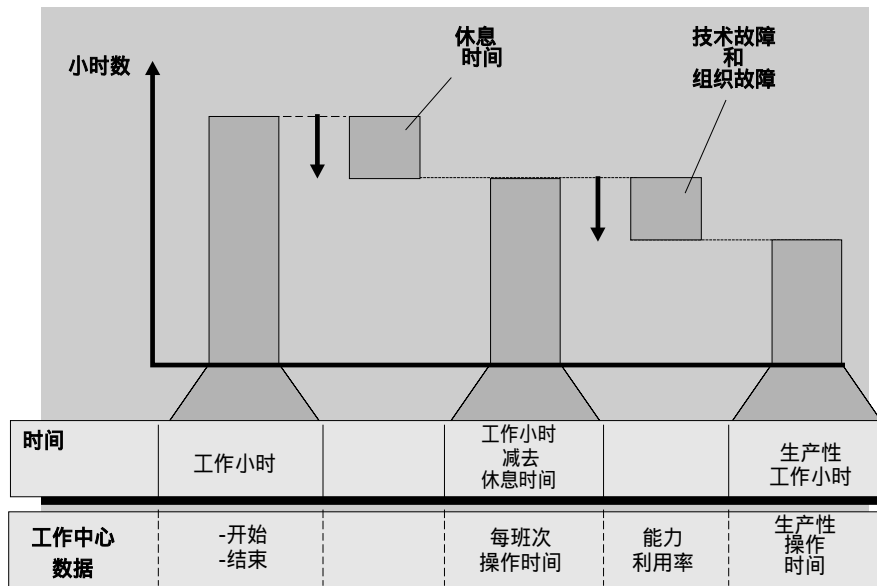 休息
时间
技术故障
和
组织故障
小时数
时间
工作小时
工作小时
减去
休息时间
生产性
工作小时
工作中心
数据
-开始
-结束
每班次
操作时间
能力
利用率
生产性
操作
时间